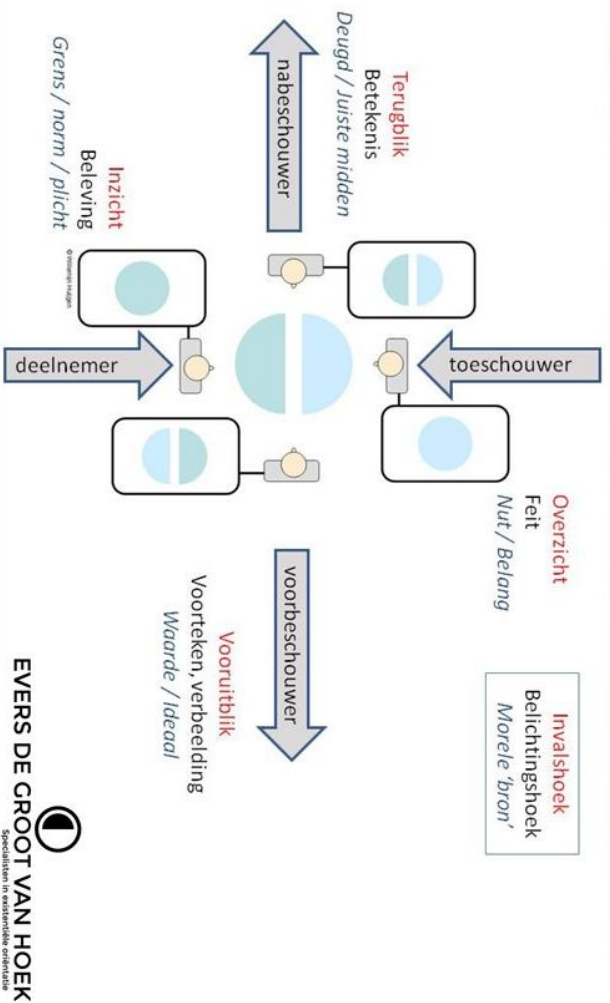 Overzicht
Feit
Nut / Belang
Invalshoek
Belichtingshoek
Morele 'bron'
toeschouwer
Terugblik
Betekenis
Deugd / Juiste midden
nabeschouwer
voorbeschouwer
Vooruitblik
Voorteken, verbeelding
Waarde / Ideaal
Inzicht
Beleving
Grens / norm / plicht
deelnemer
EVERS DE GROOT VAN HOEK
Specialisten in existentiële oriëntatie